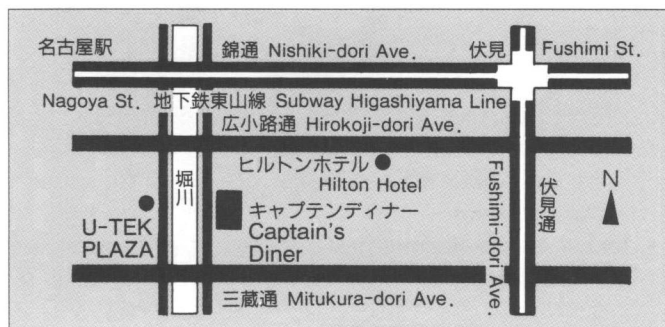 名古屋駅
錦通 Nishiki-dori Ave.
伏見
Fushimi St.
Nagoya St. 地下鉄東山線 Subway Higashiyama Line
広小路通 Hirokoji-dori Ave.
ヒルトンホテル
Hilton Hotel
堀川
U-TEK
PLAZA
キャプテンディナー
Captain's
Diner
Fushimi-dori Ave.
伏見通
N
三蔵通 Mitukura-dori Ave.